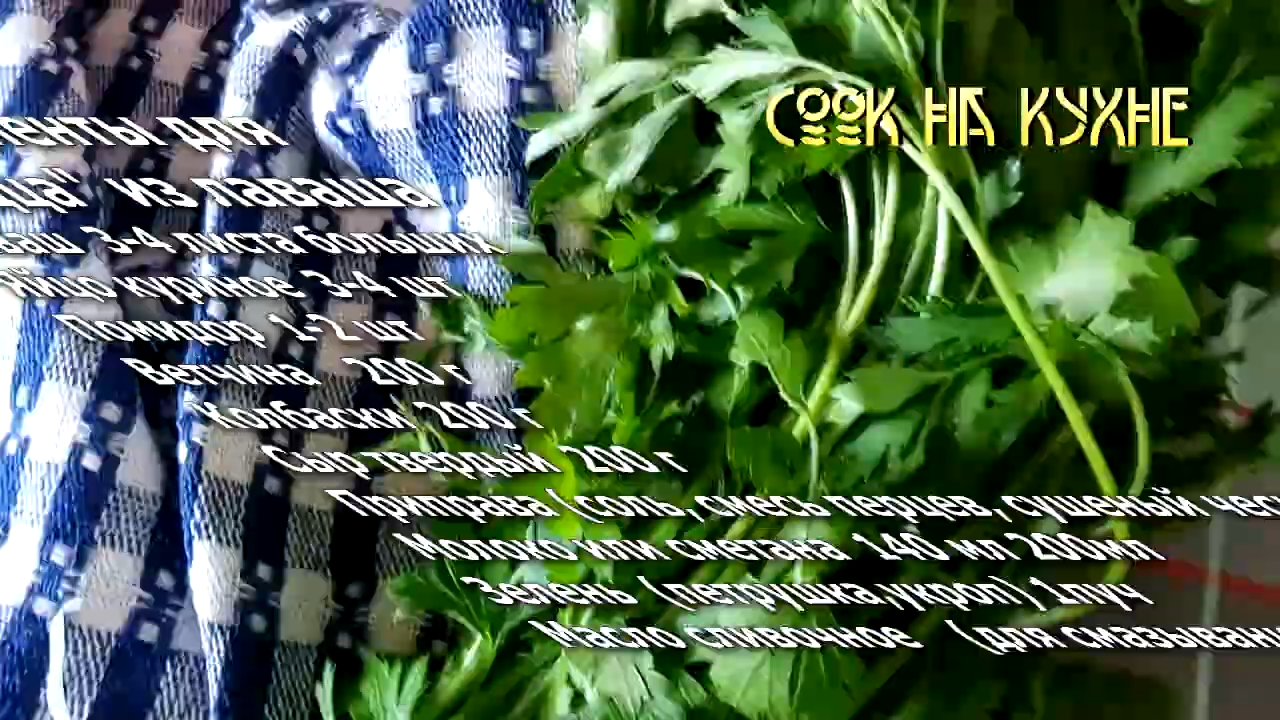 COOK НА КУХНЕ
для
из лаваша
3-4 листа больших
Яйцо куриное 3-4 шт
Помидор 1-2 шт
Ветчина 200 г
Колбаски 200 г
Сыр твердый 200 г
Приправа (соль, смесь перцев, сушеный
Молоко или сметана 140 мл 200мл
Зелень (петрушка, укроп) 1пуч
Масло сливочное (для